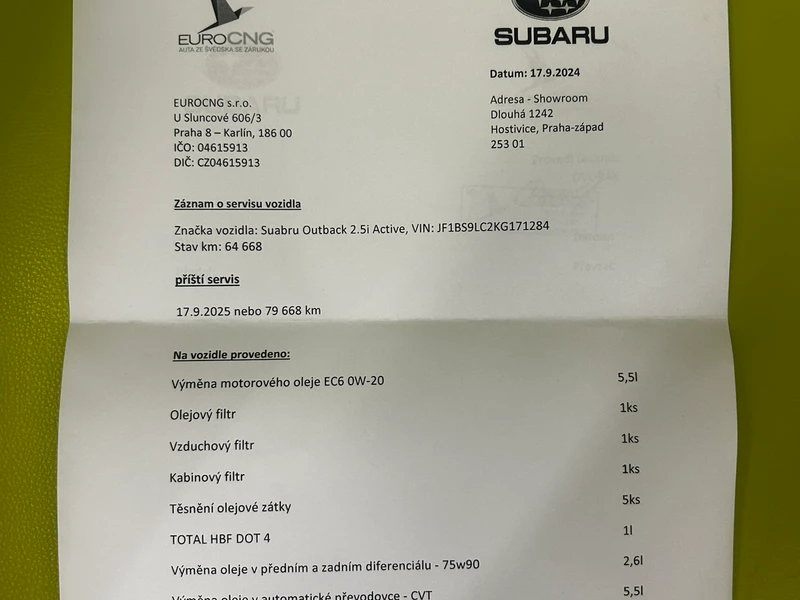 EUROCNG
AUTA ZE ŠVÉDSKA SE ZÁRUKOU
SUBARU
Datum: 17.9.2024
EUROCNG s.r.o.
U Sluncové 606/3
Praha 8 – Karlín, 186 00
IČO: 04615913
DIČ: CZ04615913
Adresa - Showroom
Dlouhá 1242
Hostivice, Praha-západ
253 01
Záznam o servisu vozidla
Značka vozidla: Suabru Outback 2.5i Active, VIN: JF1BS9LC2KG171284
Stav km: 64 668
příští servis
17.9.2025 nebo 79 668 km
Na vozidle provedeno:
Výměna motorového oleje EC6 0W-20 5,5l
Olejový filtr 1ks
Vzduchový filtr 1ks
Kabinový filtr 1ks
Těsnění olejové zátky 5ks
TOTAL HBF DOT 4 1l
Výměna oleje v předním a zadním diferenciálu - 75w90 2,6l
Výměna oleje v automatické převodovce - CVT 5,5l